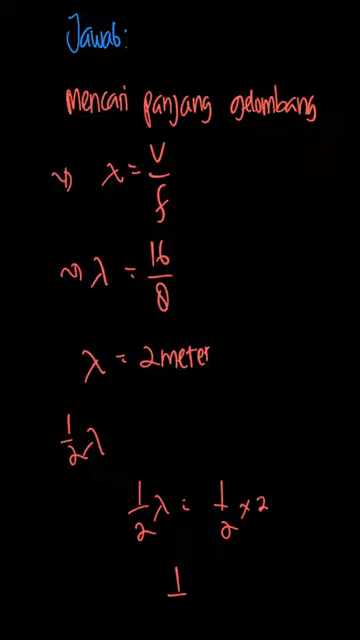 Jawab:
Mencari panjang gelombang
⇒ λ = v/f
⇒ λ = 16/8
λ = 2 meter
1/2 λ
1/2 λ = 1/2 × 2
1